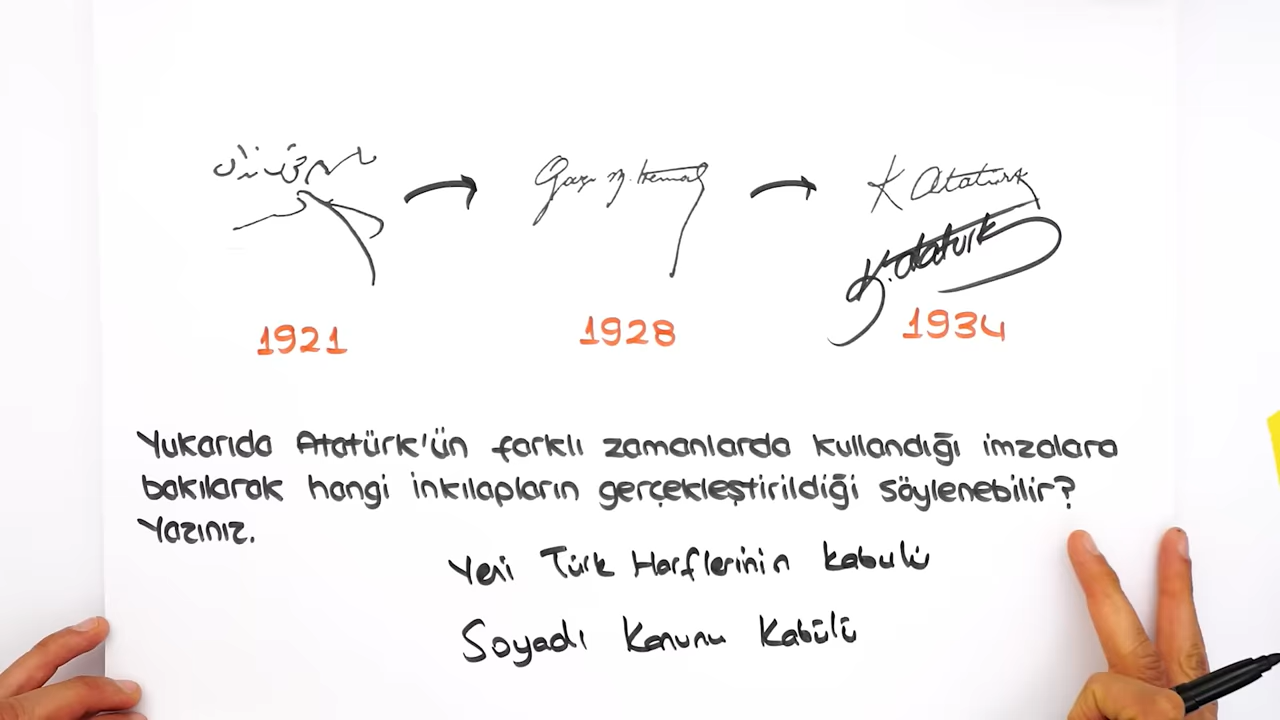 Gazi M. Kemal
K Atatürk
K. Atatürk
1921
1928
1934
Yukarıda Atatürk'ün farklı zamanlarda kullandığı imzalara
bakılarak hangi inkılapların gerçekleştirildiği söylenebilir?
Yazınız.
Yeni Türk Harflerinin kabulü
Soyadı Kanunu Kabülü